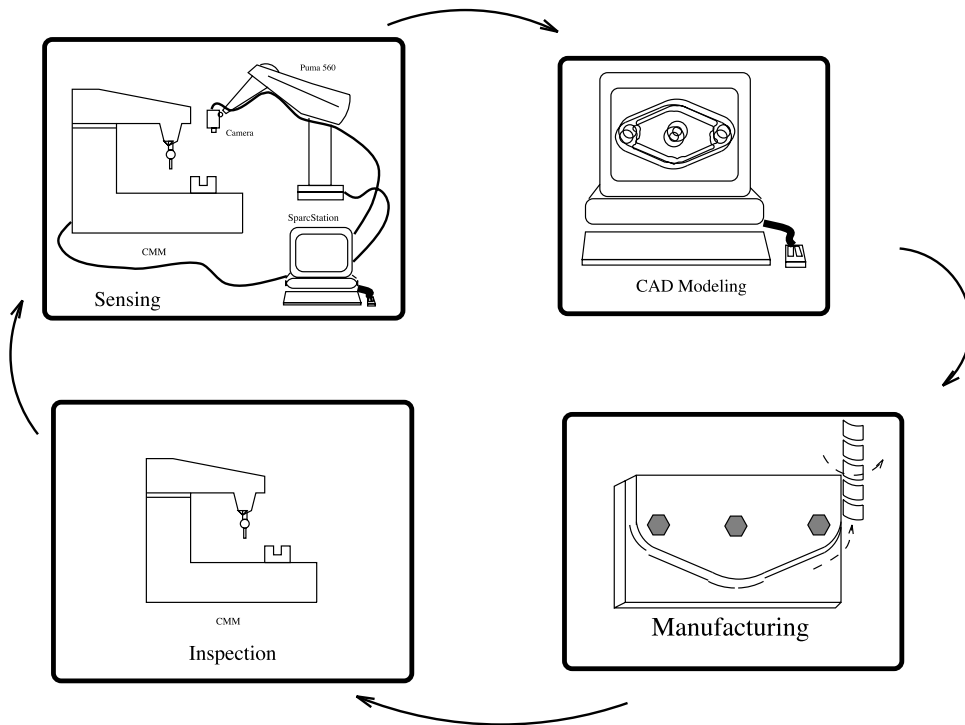 Puma 560
Camera
SparcStation
CMM
Sensing
CAD Modeling
CMM
Inspection
Manufacturing